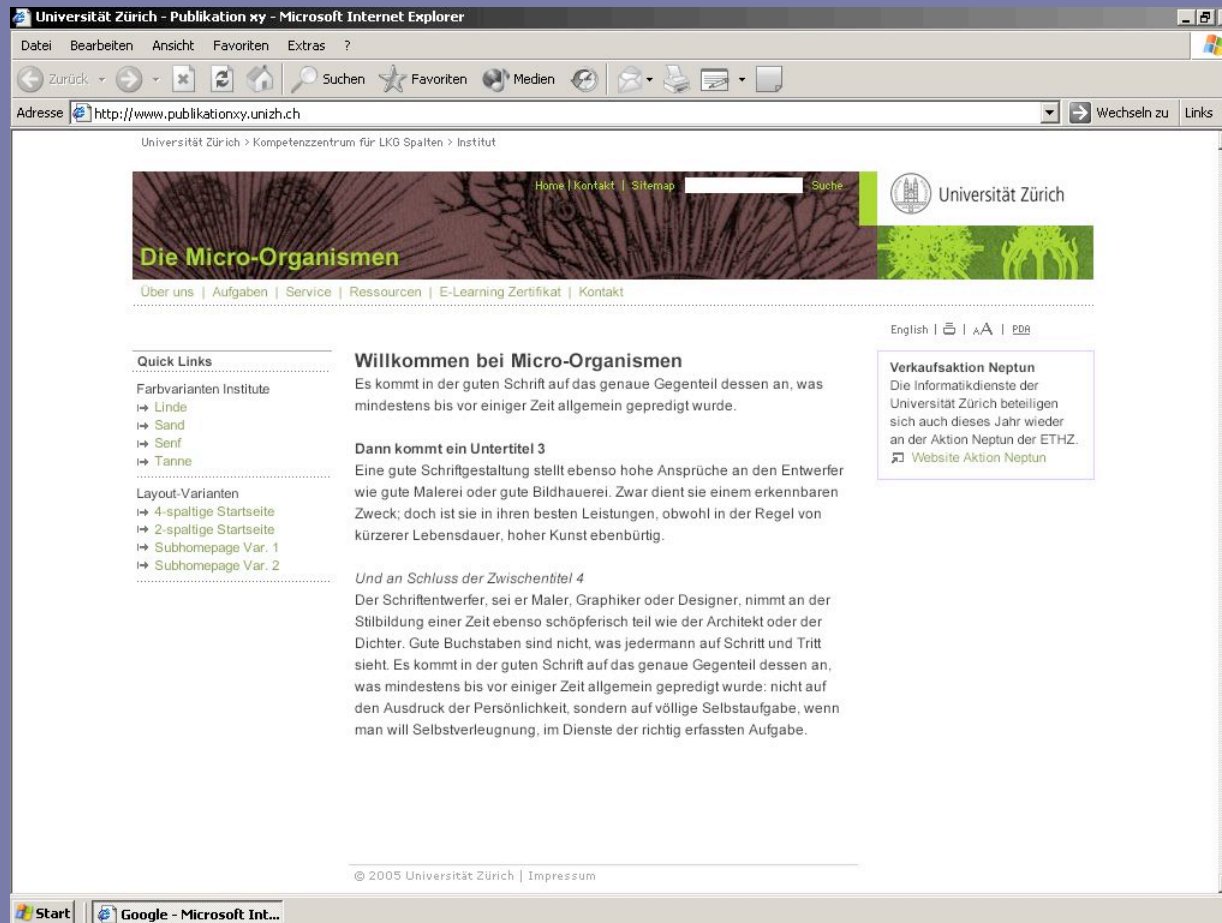 Universität Zürich - Publikation xy - Microsoft Internet Explorer
Datei Bearbeiten Ansicht Favoriten Extras ?
Zurück Suchen Favoriten Medien
Adresse http://www.publikationxy.unizh.ch Wechseln zu Links
Universität Zürich > Kompetenzzentrum für LKG Spalten > Institut
Home | Kontakt | Sitemap Suche
Universität Zürich
Die Micro-Organismen
Über uns | Aufgaben | Service | Ressourcen | E-Learning Zertifikat | Kontakt
English | AA | PDA
Quick Links
Farbvarianten Institute
Linde
Sand
Senf
Tanne
Layout-Varianten
4-spaltige Startseite
2-spaltige Startseite
Subhomepage Var. 1
Subhomepage Var. 2
Willkommen bei Micro-Organismen
Es kommt in der guten Schrift auf das genaue Gegenteil dessen an, was
mindestens bis vor einiger Zeit allgemein gepredigt wurde.
Dann kommt ein Untertitel 3
Eine gute Schriftgestaltung stellt ebenso hohe Ansprüche an den Entwerfer
wie gute Malerei oder gute Bildhauerei. Zwar dient sie einem erkennbaren
Zweck; doch ist sie in ihren besten Leistungen, obwohl in der Regel von
kürzerer Lebensdauer, hoher Kunst ebenbürtig.
Und an Schluss der Zwischentitel 4
Der Schriftentwerfer, sei er Maler, Graphiker oder Designer, nimmt an der
Stilbildung einer Zeit ebenso schöpferisch teil wie der Architekt oder der
Dichter. Gute Buchstaben sind nicht, was jedermann auf Schritt und Tritt
sieht. Es kommt in der guten Schrift auf das genaue Gegenteil dessen an,
was mindestens bis vor einiger Zeit allgemein gepredigt wurde: nicht auf
den Ausdruck der Persönlichkeit, sondern auf völlige Selbstaufgabe, wenn
man will Selbstverleugnung, im Dienste der richtig erfassten Aufgabe.
Verkaufsaktion Neptun
Die Informatikdienste der
Universität Zürich beteiligen
sich auch dieses Jahr wieder
an der Aktion Neptun der ETHZ.
Website Aktion Neptun
© 2005 Universität Zürich | Impressum
Start Google - Microsoft Int...